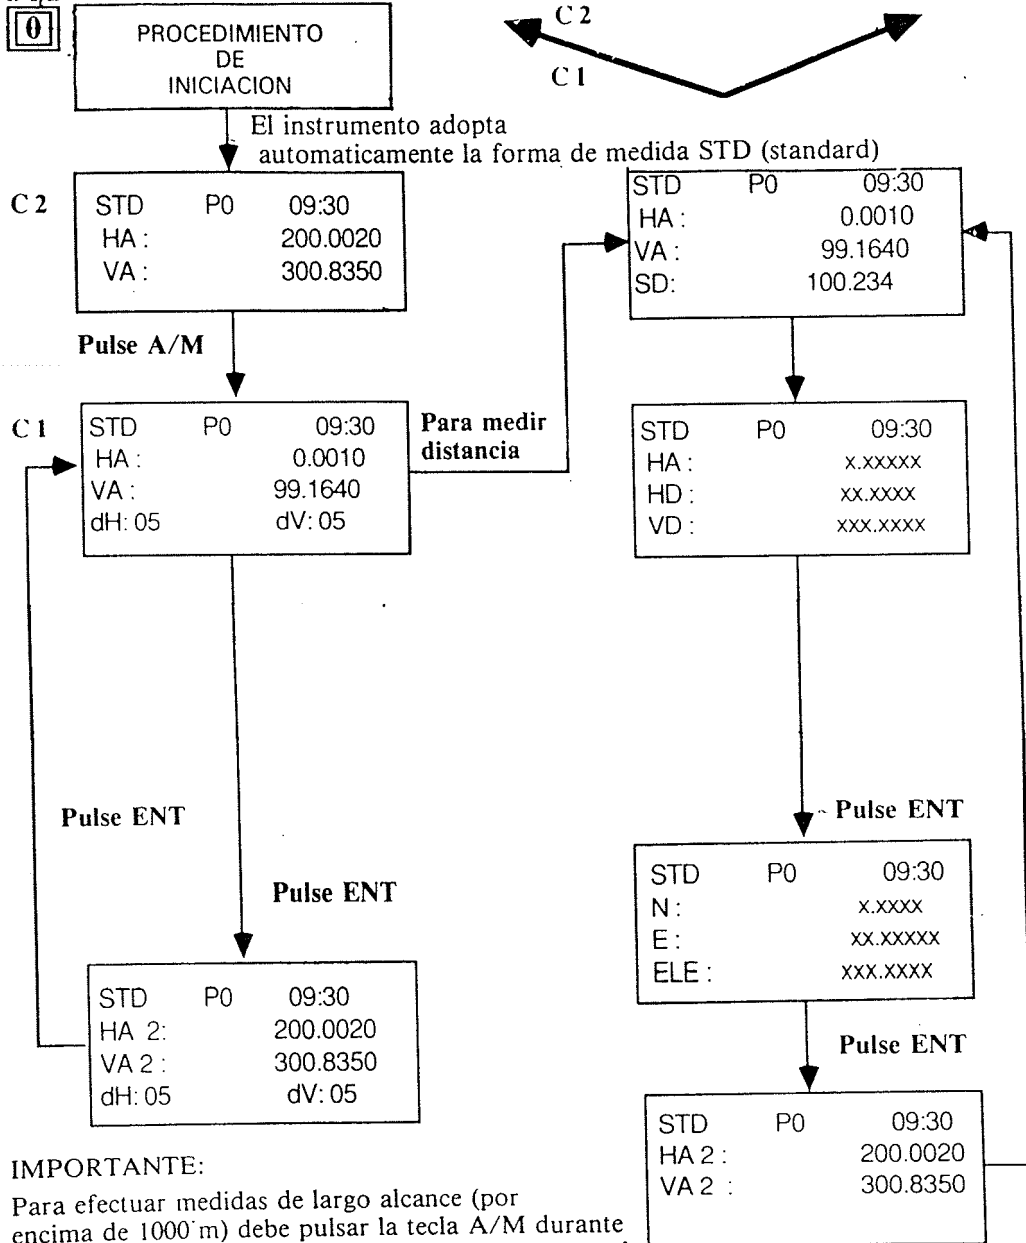 0
PROCEDIMIENTO
DE
INICIACION
C 2
C 1
El instrumento adopta
automaticamente la forma de medida STD (standard)
C 2
STD P0 09:30
HA : 200.0020
VA : 300.8350
Pulse A/M
C 1
STD P0 09:30
HA : 0.0010
VA : 99.1640
dH: 05 dV: 05
Para medir
distancia
STD P0 09:30
HA : 0.0010
VA : 99.1640
SD: 100.234
STD P0 09:30
HA : x.xxxxx
HD : xx.xxxx
VD : xxx.xxxx
Pulse ENT
Pulse ENT
STD P0 09:30
HA 2: 200.0020
VA 2 : 300.8350
dH: 05 dV: 05
Pulse ENT
STD P0 09:30
N : x.xxxx
E : xx.xxxxx
ELE : xxx.xxxx
Pulse ENT
STD P0 09:30
HA 2 : 200.0020
VA 2 : 300.8350
IMPORTANTE:
Para efectuar medidas de largo alcance (por
encima de 1000 m) debe pulsar la tecla A/M durante